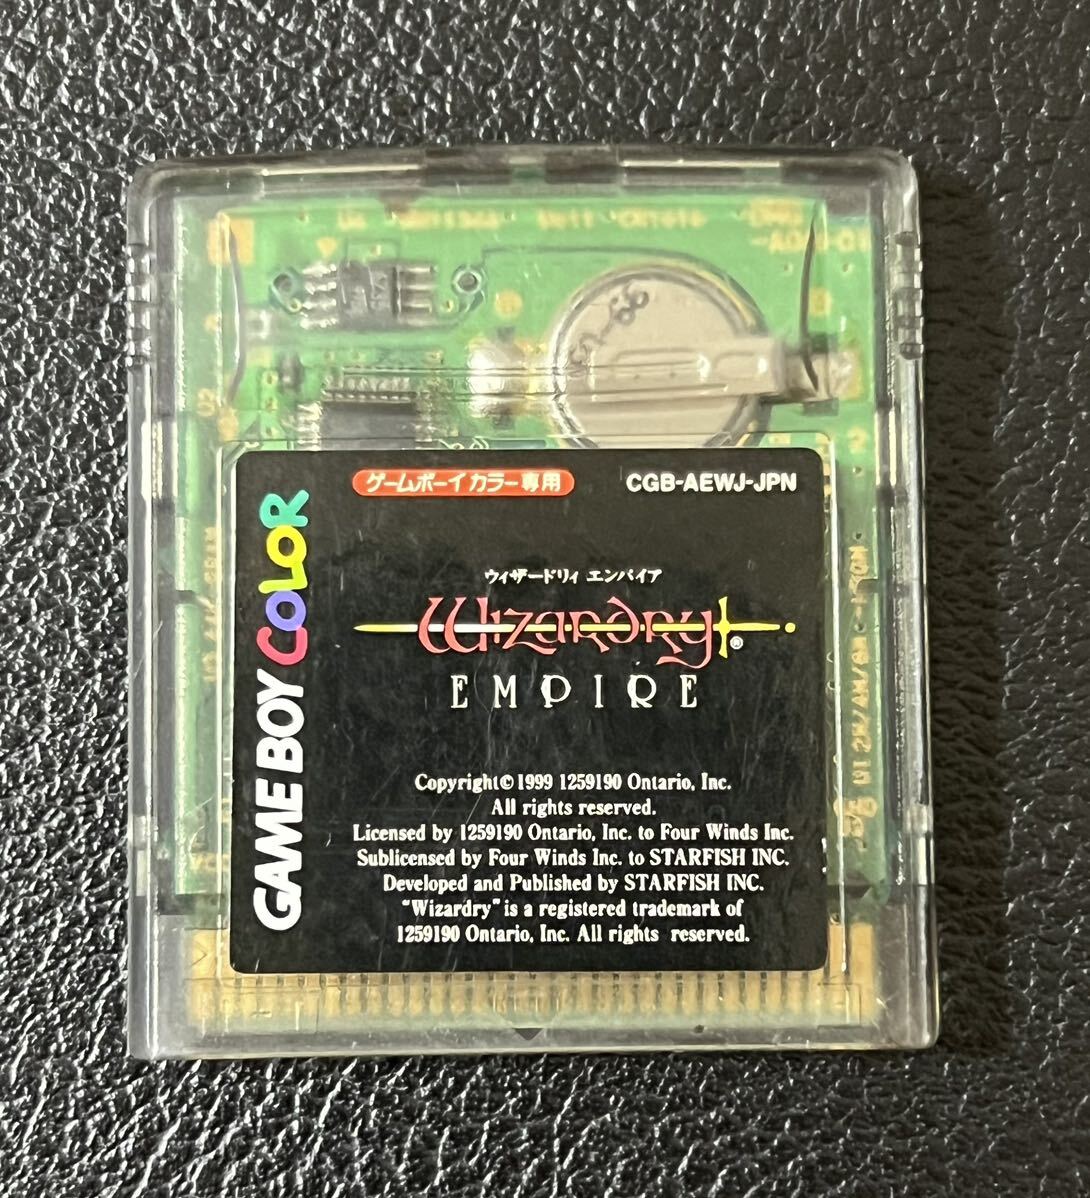 ゲームボーイカラー専用
CGB-AEWJ-JPN
GAME BOY COLOR
ウィザードリィ エンパイア
Wizardry®
EMPIRE
Copyright© 1999 1259190 Ontario, Inc.
All rights reserved.
Licensed by 1259190 Ontario, Inc. to Four Winds Inc.
Sublicensed by Four Winds Inc. to STARFISH INC.
Developed and Published by STARFISH INC.
"Wizardry" is a registered trademark of
1259190 Ontario, Inc. All rights reserved.